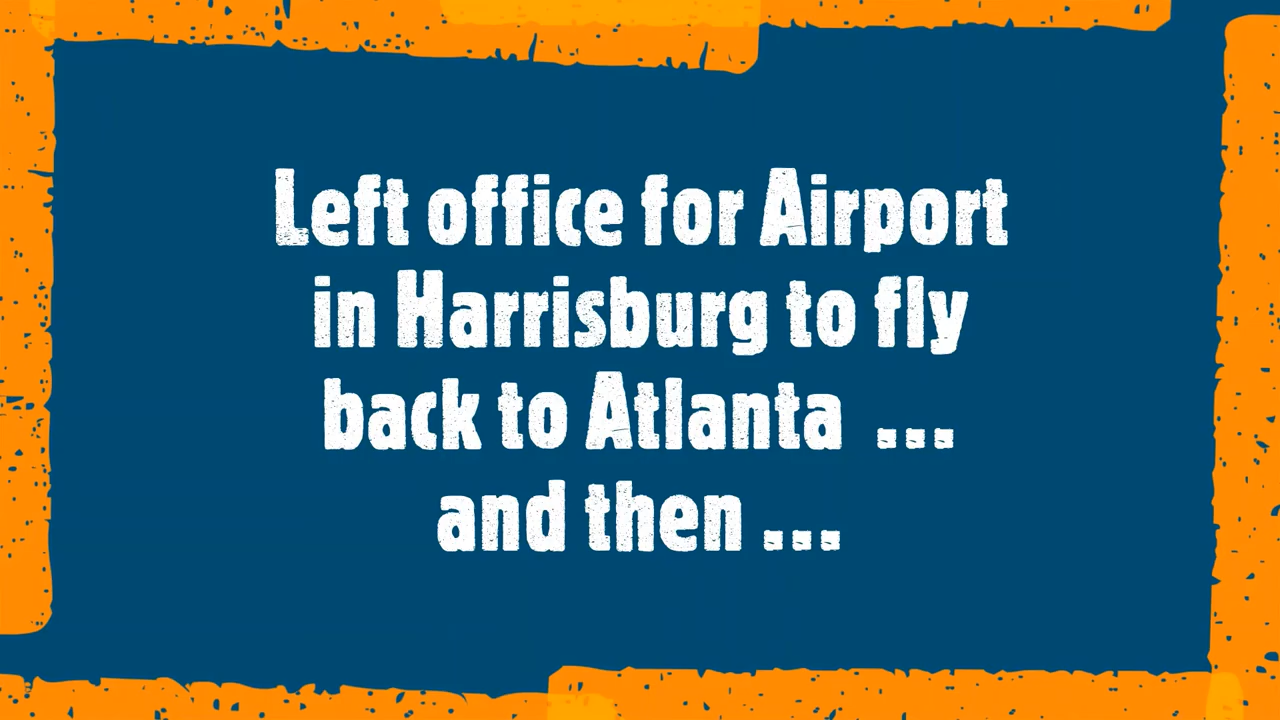 Left office for Airport
in Harrisburg to fly
back to Atlanta ...
and then ...